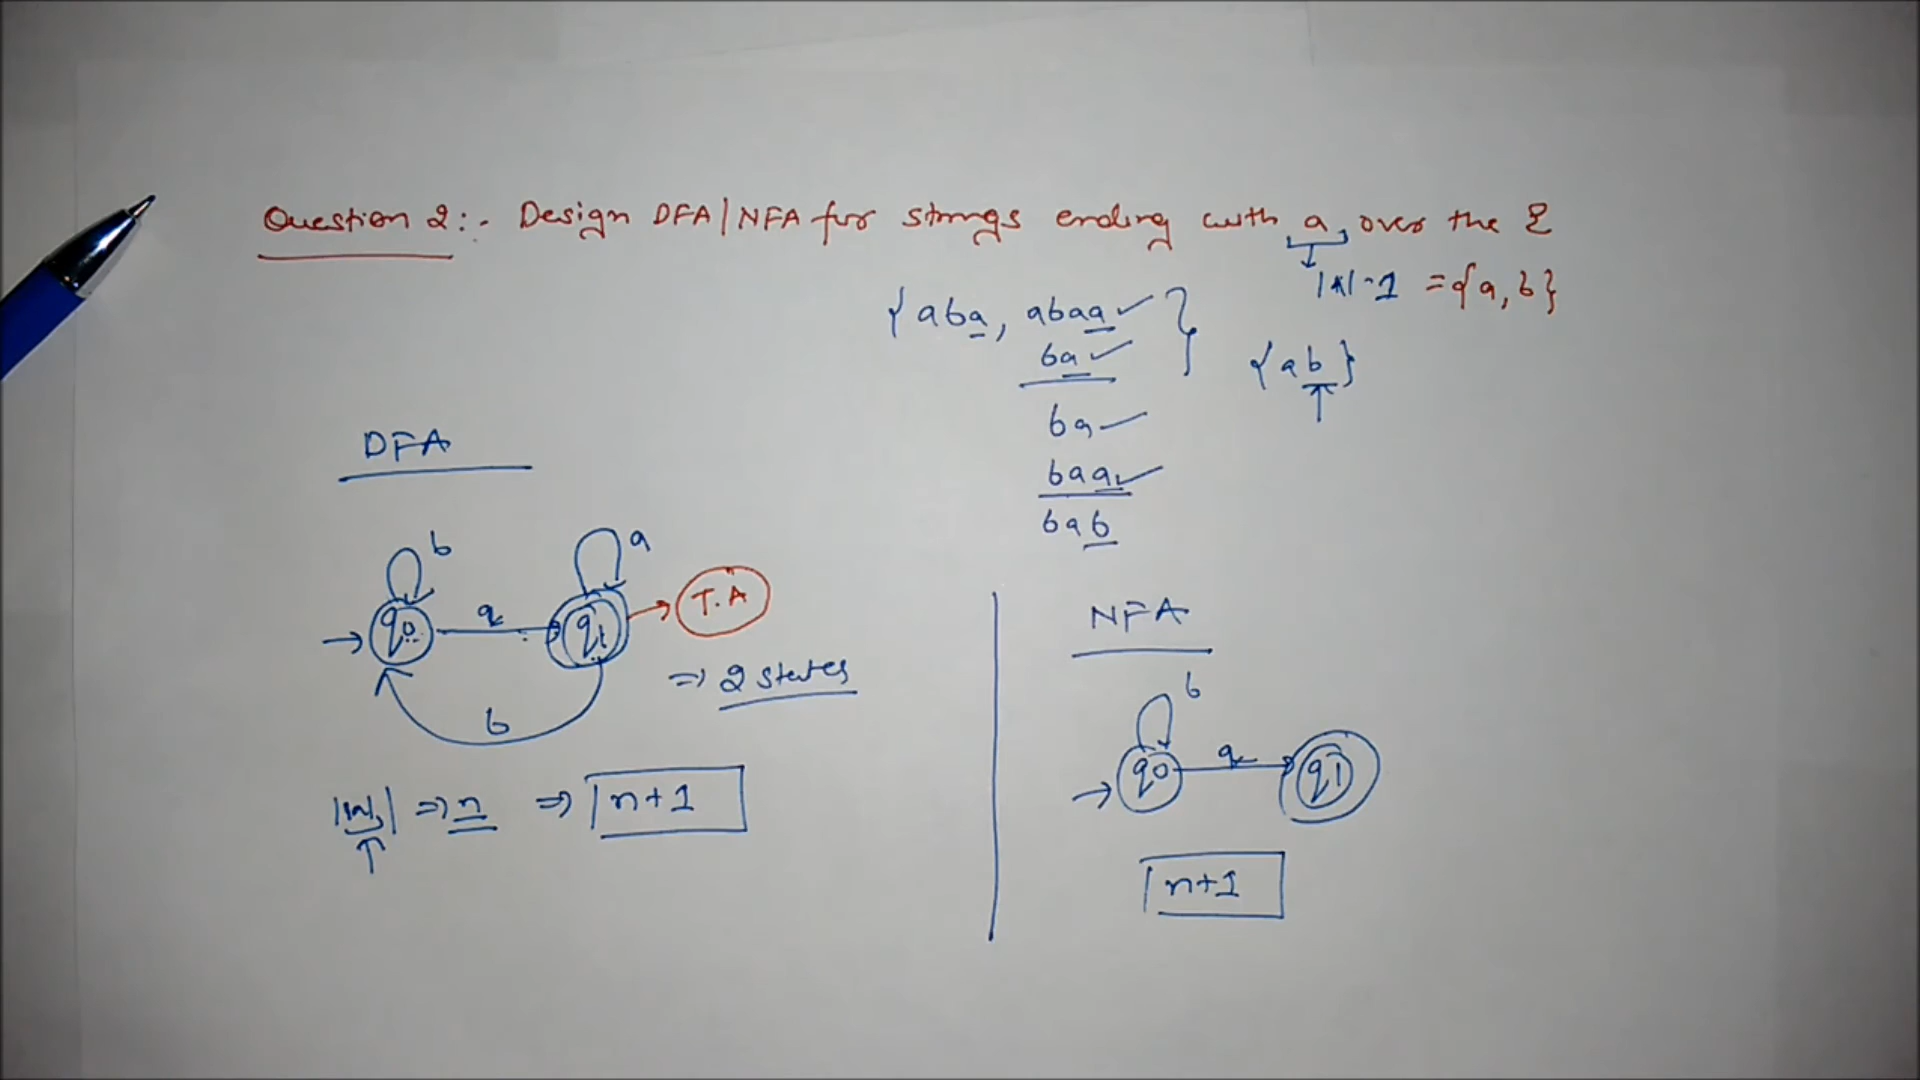 Question 2:- Design DFA/NFA for strings ending with a, over the Σ
|x|-1 = {a, b}
{aba, abaa }
ba
{ab}
ba
baa
bab
DFA
b a
q0 a q1 T.A
b
=> 2 states
|w| => n => n+1
NFA
b
q0 a q1
n+1